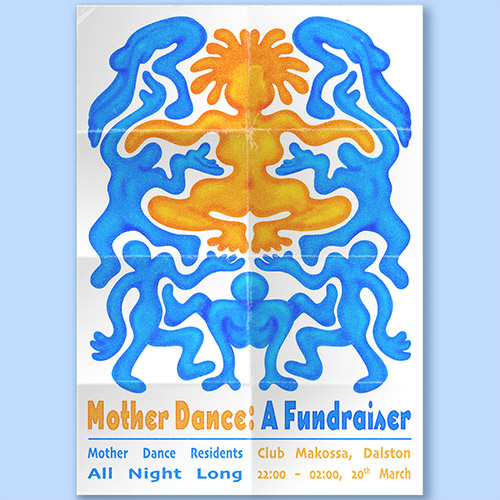 Mother Dance: A Fundraiser
Mother Dance Residents Club Makossa, Dalston
All Night Long 22:00 – 02:00, 20th March